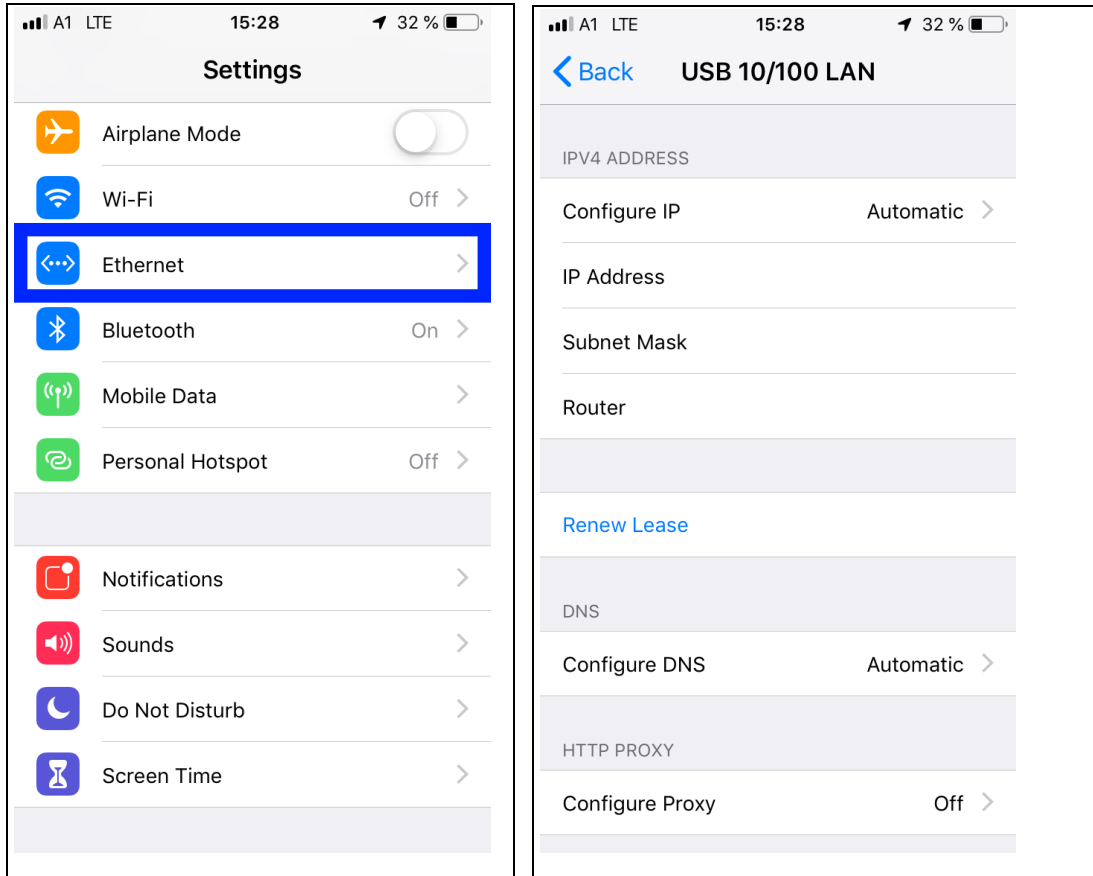 A1 LTE 15:28 32 %
Settings
Airplane Mode
Wi-Fi Off
Ethernet
Bluetooth On
Mobile Data
Personal Hotspot Off
Notifications
Sounds
Do Not Disturb
Screen Time
A1 LTE 15:28 32 %
Back USB 10/100 LAN
IPV4 ADDRESS
Configure IP Automatic
IP Address
Subnet Mask
Router
Renew Lease
DNS
Configure DNS Automatic
HTTP PROXY
Configure Proxy Off